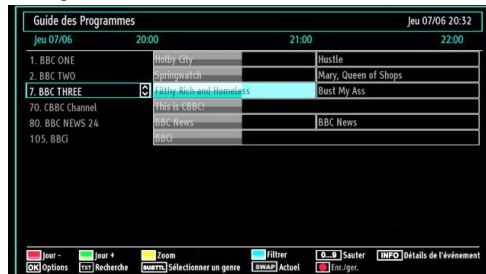 Guide des Programmes Jeu 07/06 20:32
Jeu 07/06 20:00 21:00 22:00
1. BBC ONE Holby City Hustle
2. BBC TWO Springwatch Mary, Queen of Shops
7. BBC THREE Filthy Rich and Homeless Bust My Ass
70. CBBC Channel This is CBBC!
80. BBC NEWS 24 BBC News BBC News
105. BBCi BBCi
Jour - Jour + Zoom Filtrer 0...9 Sauter INFO Détails de l'événement
OK Options TXT Recherche SUBTTL Sélectionner un genre SWAP Actuel Enr./ger.